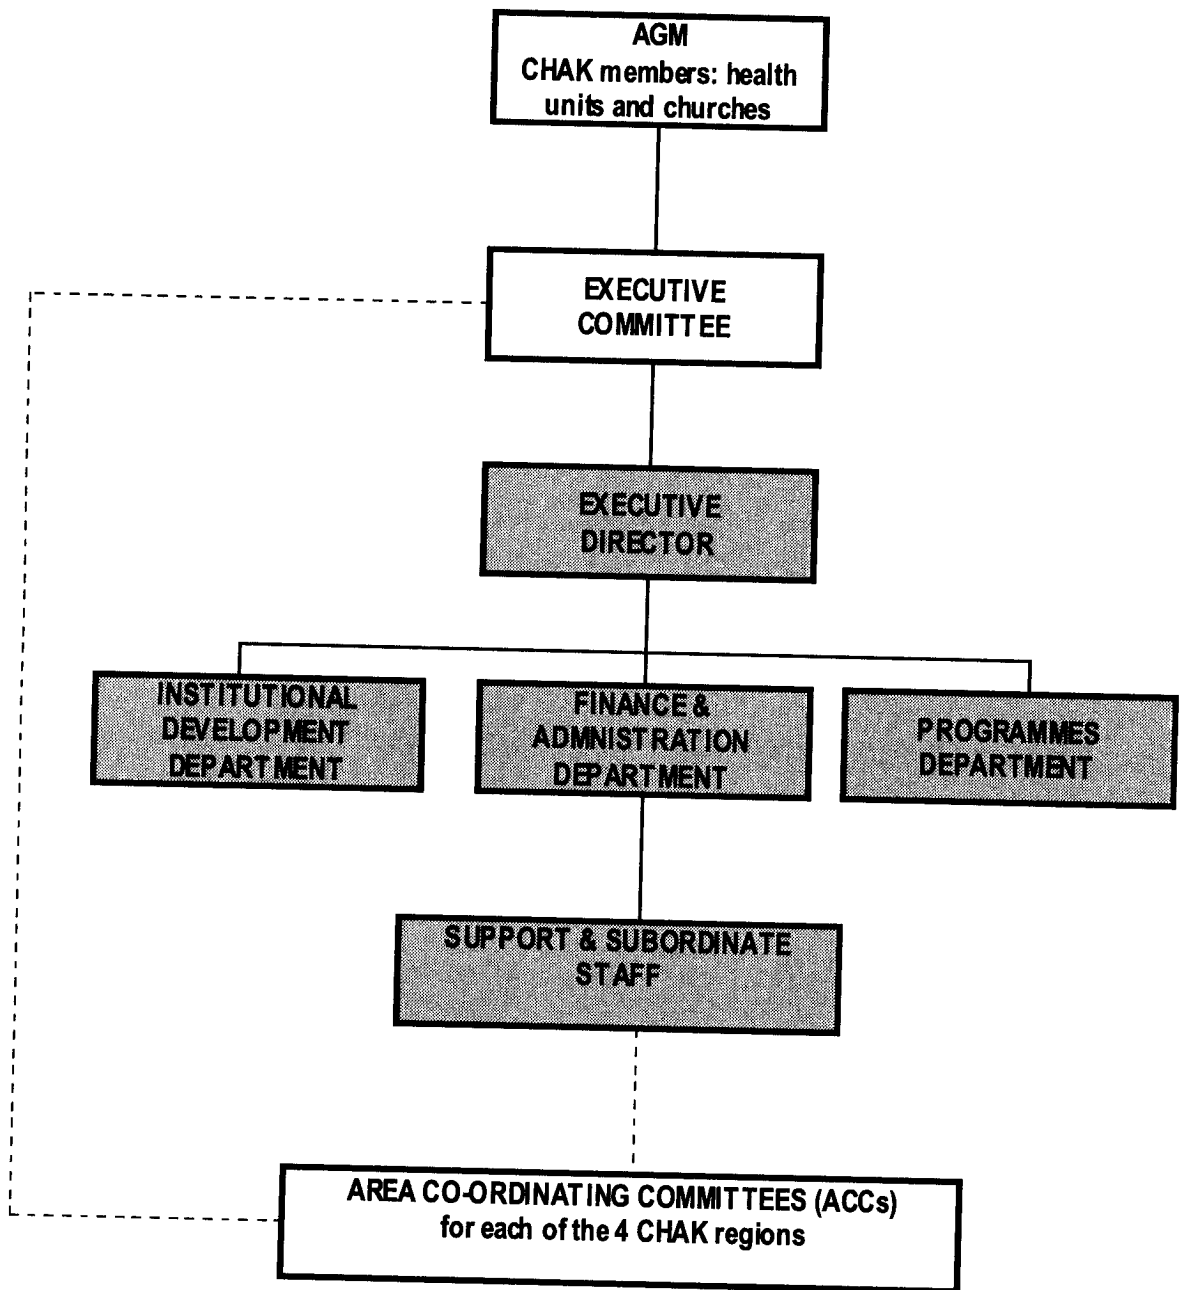 AGM
CHAK members: health
units and churches
EXECUTIVE
COMMITTEE
EXECUTIVE
DIRECTOR
INSTITUTIONAL
DEVELOPMENT
DEPARTMENT
FINANCE &
ADMNISTRATION
DEPARTMENT
PROGRAMMES
DEPARTMENT
SUPPORT & SUBORDINATE
STAFF
AREA CO-ORDINATING COMMITTEES (ACCs)
for each of the 4 CHAK regions